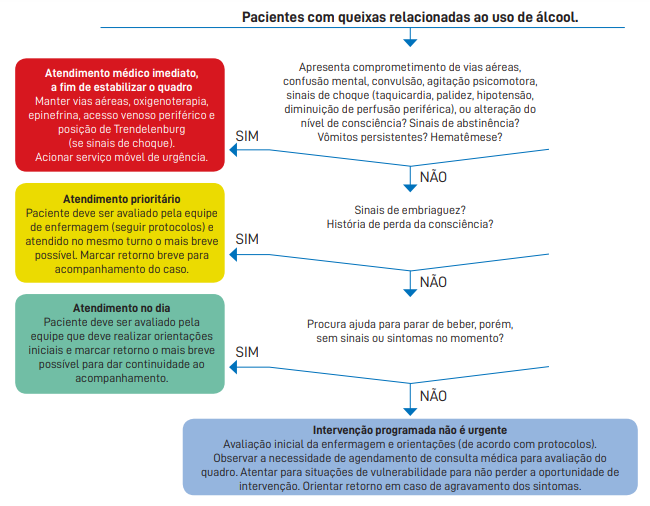 Pacientes com queixas relacionadas ao uso de álcool.
Apresenta comprometimento de vias aéreas,
confusão mental, convulsão, agitação psicomotora,
sinais de choque (taquicardia, palidez, hipotensão,
diminuição de perfusão periférica), ou alteração do
nível de consciência? Sinais de abstinência?
Vômitos persistentes? Hematêmese?
SIM
Atendimento médico imediato,
a fim de estabilizar o quadro
Manter vias aéreas, oxigenoterapia,
epinefrina, acesso venoso periférico e
posição de Trendelenburg
(se sinais de choque).
Acionar serviço móvel de urgência.
NÃO
Sinais de embriaguez?
História de perda da consciência?
SIM
Atendimento prioritário
Paciente deve ser avaliado pela equipe
de enfermagem (seguir protocolos) e
atendido no mesmo turno o mais breve
possível. Marcar retorno breve para
acompanhamento do caso.
NÃO
Procura ajuda para parar de beber, porém,
sem sinais ou sintomas no momento?
SIM
Atendimento no dia
Paciente deve ser avaliado pela
equipe que deve realizar orientações
iniciais e marcar retorno o mais breve
possível para dar continuidade ao
acompanhamento.
NÃO
Intervenção programada não é urgente
Avaliação inicial da enfermagem e orientações (de acordo com protocolos).
Observar a necessidade de agendamento de consulta médica para avaliação do
quadro. Atentar para situações de vulnerabilidade para não perder a oportunidade de
intervenção. Orientar retorno em caso de agravamento dos sintomas.